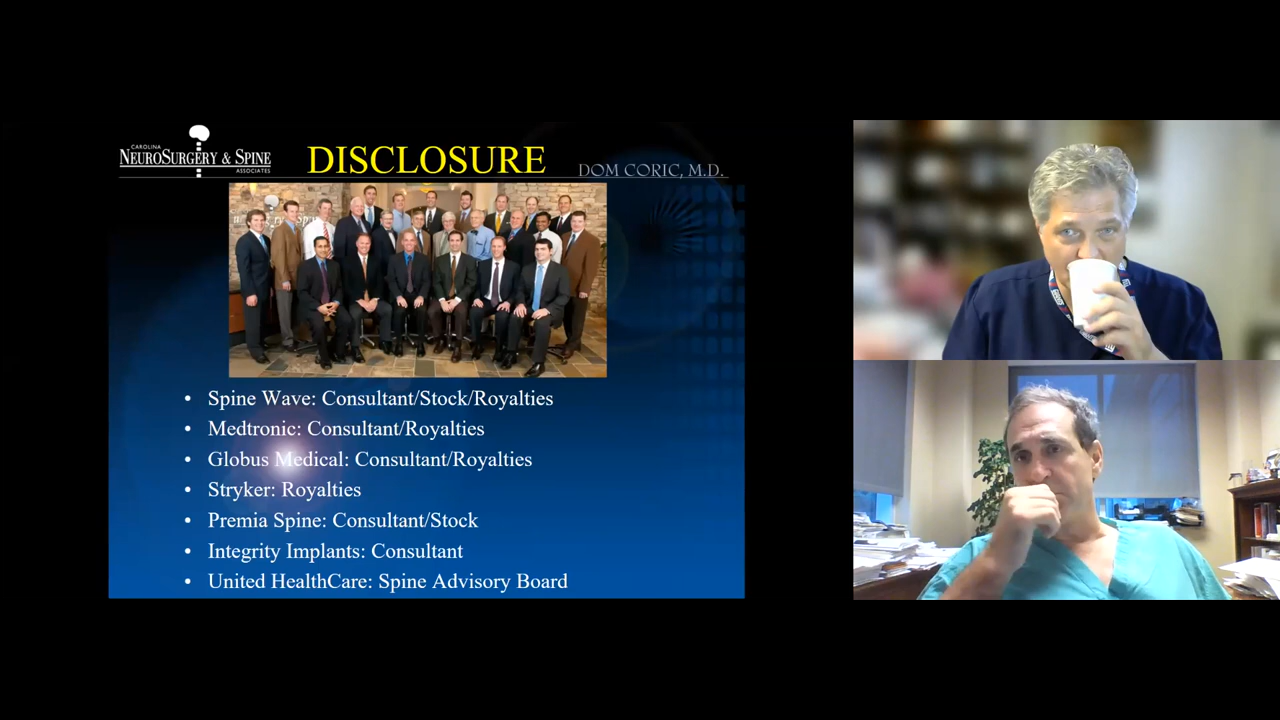 CAROLINA
NEUROSURGERY & SPINE
ASSOCIATES
DISCLOSURE
DOM CORIC, M.D.
• Spine Wave: Consultant/Stock/Royalties
• Medtronic: Consultant/Royalties
• Globus Medical: Consultant/Royalties
• Stryker: Royalties
• Premia Spine: Consultant/Stock
• Integrity Implants: Consultant
• United HealthCare: Spine Advisory Board